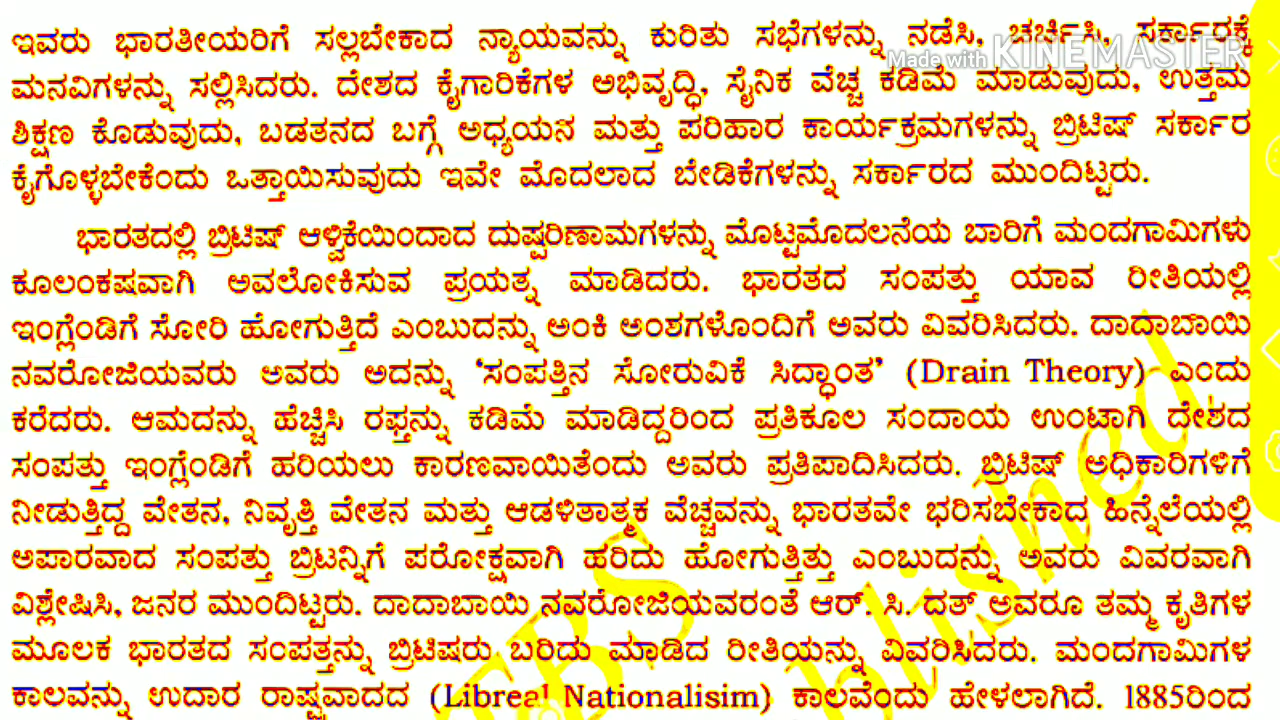 ಇವರು ಭಾರತೀಯರಿಗೆ ಸಲ್ಲಬೇಕಾದ ನ್ಯಾಯವನ್ನು ಕುರಿತು ಸಭೆಗಳನ್ನು ನಡೆಸಿ, ಚರ್ಚಿಸಿ, ಸರ್ಕಾರಕ್ಕೆ
Made with KINEMASTER
ಮನವಿಗಳನ್ನು ಸಲ್ಲಿಸಿದರು. ದೇಶದ ಕೈಗಾರಿಕೆಗಳ ಅಭಿವೃದ್ಧಿ, ಸೈನಿಕ ವೆಚ್ಚ ಕಡಿಮೆ ಮಾಡುವುದು, ಉತ್ತಮ
ಶಿಕ್ಷಣ ಕೊಡುವುದು, ಬಡತನದ ಬಗ್ಗೆ ಅಧ್ಯಯನ ಮತ್ತು ಪರಿಹಾರ ಕಾರ್ಯಕ್ರಮಗಳನ್ನು ಬ್ರಿಟಿಷ್ ಸರ್ಕಾರ
ಕೈಗೊಳ್ಳಬೇಕೆಂದು ಒತ್ತಾಯಿಸುವುದು ಇವೇ ಮೊದಲಾದ ಬೇಡಿಕೆಗಳನ್ನು ಸರ್ಕಾರದ ಮುಂದಿಟ್ಟರು.
ಭಾರತದಲ್ಲಿ ಬ್ರಿಟಿಷ್ ಆಳ್ವಿಕೆಯಿಂದಾದ ದುಷ್ಪರಿಣಾಮಗಳನ್ನು ಮೊಟ್ಟಮೊದಲನೆಯ ಬಾರಿಗೆ ಮಂದಗಾಮಿಗಳು
ಕೂಲಂಕಷವಾಗಿ ಅವಲೋಕಿಸುವ ಪ್ರಯತ್ನ ಮಾಡಿದರು. ಭಾರತದ ಸಂಪತ್ತು ಯಾವ ರೀತಿಯಲ್ಲಿ
ಇಂಗ್ಲೆಂಡಿಗೆ ಸೋರಿ ಹೋಗುತ್ತಿದೆ ಎಂಬುದನ್ನು ಅಂಕಿ ಅಂಶಗಳೊಂದಿಗೆ ಅವರು ವಿವರಿಸಿದರು. ದಾದಾಬಾಯಿ
ನವರೋಜಿಯವರು ಅವರು ಅದನ್ನು ‘ಸಂಪತ್ತಿನ ಸೋರುವಿಕೆ ಸಿದ್ಧಾಂತ’ (Drain Theory) ಎಂದು
ಕರೆದರು. ಆಮದನ್ನು ಹೆಚ್ಚಿಸಿ ರಫ್ತನ್ನು ಕಡಿಮೆ ಮಾಡಿದ್ದರಿಂದ ಪ್ರತಿಕೂಲ ಸಂದಾಯ ಉಂಟಾಗಿ ದೇಶದ
ಸಂಪತ್ತು ಇಂಗ್ಲೆಂಡಿಗೆ ಹರಿಯಲು ಕಾರಣವಾಯಿತೆಂದು ಅವರು ಪ್ರತಿಪಾದಿಸಿದರು. ಬ್ರಿಟಿಷ್ ಅಧಿಕಾರಿಗಳಿಗೆ
ನೀಡುತ್ತಿದ್ದ ವೇತನ, ನಿವೃತ್ತಿ ವೇತನ ಮತ್ತು ಆಡಳಿತಾತ್ಮಕ ವೆಚ್ಚವನ್ನು ಭಾರತವೇ ಭರಿಸಬೇಕಾದ ಹಿನ್ನೆಲೆಯಲ್ಲಿ
ಅಪಾರವಾದ ಸಂಪತ್ತು ಬ್ರಿಟನ್ನಿಗೆ ಪರೋಕ್ಷವಾಗಿ ಹರಿದು ಹೋಗುತ್ತಿತ್ತು ಎಂಬುದನ್ನು ಅವರು ವಿವರವಾಗಿ
ವಿಶ್ಲೇಷಿಸಿ, ಜನರ ಮುಂದಿಟ್ಟರು. ದಾದಾಬಾಯಿ ನವರೋಜಿಯವರಂತೆ ಆರ್. ಸಿ. ದತ್ ಅವರೂ ತಮ್ಮ ಕೃತಿಗಳ
ಮೂಲಕ ಭಾರತದ ಸಂಪತ್ತನ್ನು ಬ್ರಿಟಿಷರು ಬರಿದು ಮಾಡಿದ ರೀತಿಯನ್ನು ವಿವರಿಸಿದರು. ಮಂದಗಾಮಿಗಳ
ಕಾಲವನ್ನು ಉದಾರ ರಾಷ್ಟ್ರವಾದದ (Libreal Nationalisim) ಕಾಲವೆಂದು ಹೇಳಲಾಗಿದೆ. 1885ರಿಂದ